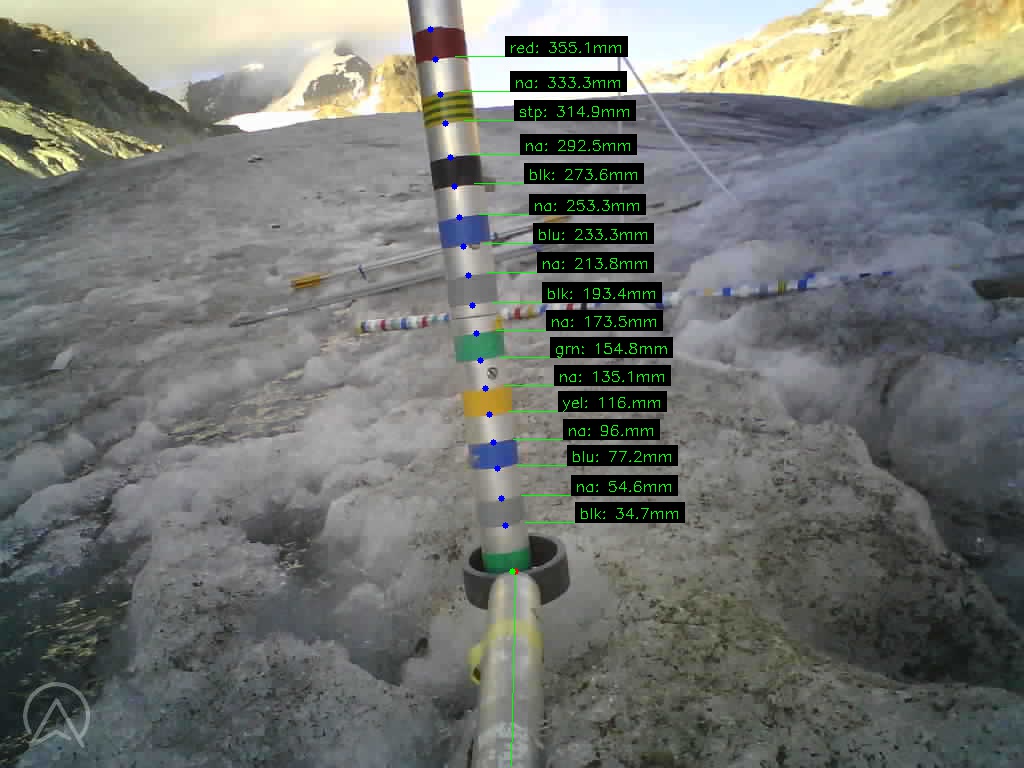 red: 355.1mm
na: 333.3mm
stp: 314.9mm
na: 292.5mm
blk: 273.6mm
na: 253.3mm
blu: 233.3mm
na: 213.8mm
blk: 193.4mm
na: 173.5mm
grn: 154.8mm
na: 135.1mm
yel: 116.mm
na: 96.mm
blu: 77.2mm
na: 54.6mm
blk: 34.7mm